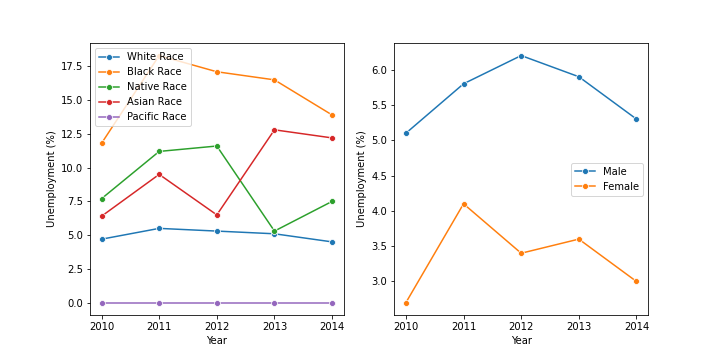 White Race
Black Race
Native Race
Asian Race
Pacific Race
17.5
15.0
12.5
10.0
7.5
5.0
2.5
0.0
Unemployment (%)
2010 2011 2012 2013 2014
Year
Male
Female
6.0
5.5
5.0
4.5
4.0
3.5
3.0
Unemployment (%)
2010 2011 2012 2013 2014
Year